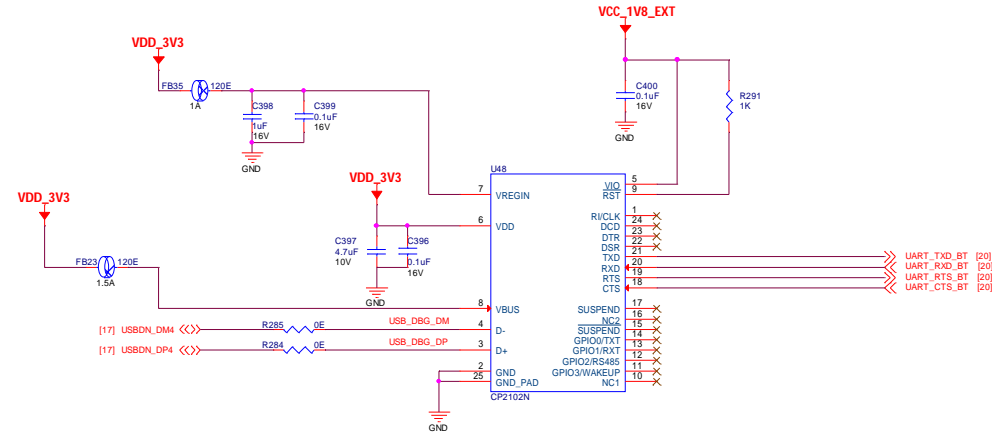 VCC_1V8_EXT
VDD_3V3
FB35 120E
1A
C398
1uF
16V
C399
0.1uF
16V
GND
C400
0.1uF
16V
GND
R291
1K
VDD_3V3
VDD_3V3
FB23 120E
1.5A
C397
4.7uF
10V
C396
0.1uF
16V
GND
U48
7 VREGIN
6 VDD
8 VBUS
4 D-
3 D+
2 GND
25 GND_PAD
CP2102N
VIO 5
RST 9
RI/CLK 1
DCD 24
DTR 23
DSR 22
TXD 21
RXD 20
RTS 19
CTS 18
SUSPEND 17
NC2 16
SUSPEND 15
GPIO0/TXT 14
GPIO1/RXT 13
GPIO2/RS485 12
GPIO3/WAKEUP 11
NC1 10
UART_TXD_BT [20]
UART_RXD_BT [20]
UART_RTS_BT [20]
UART_CTS_BT [20]
[17] USBDN_DM4 R285 0E USB_DBG_DM
[17] USBDN_DP4 R284 0E USB_DBG_DP
GND